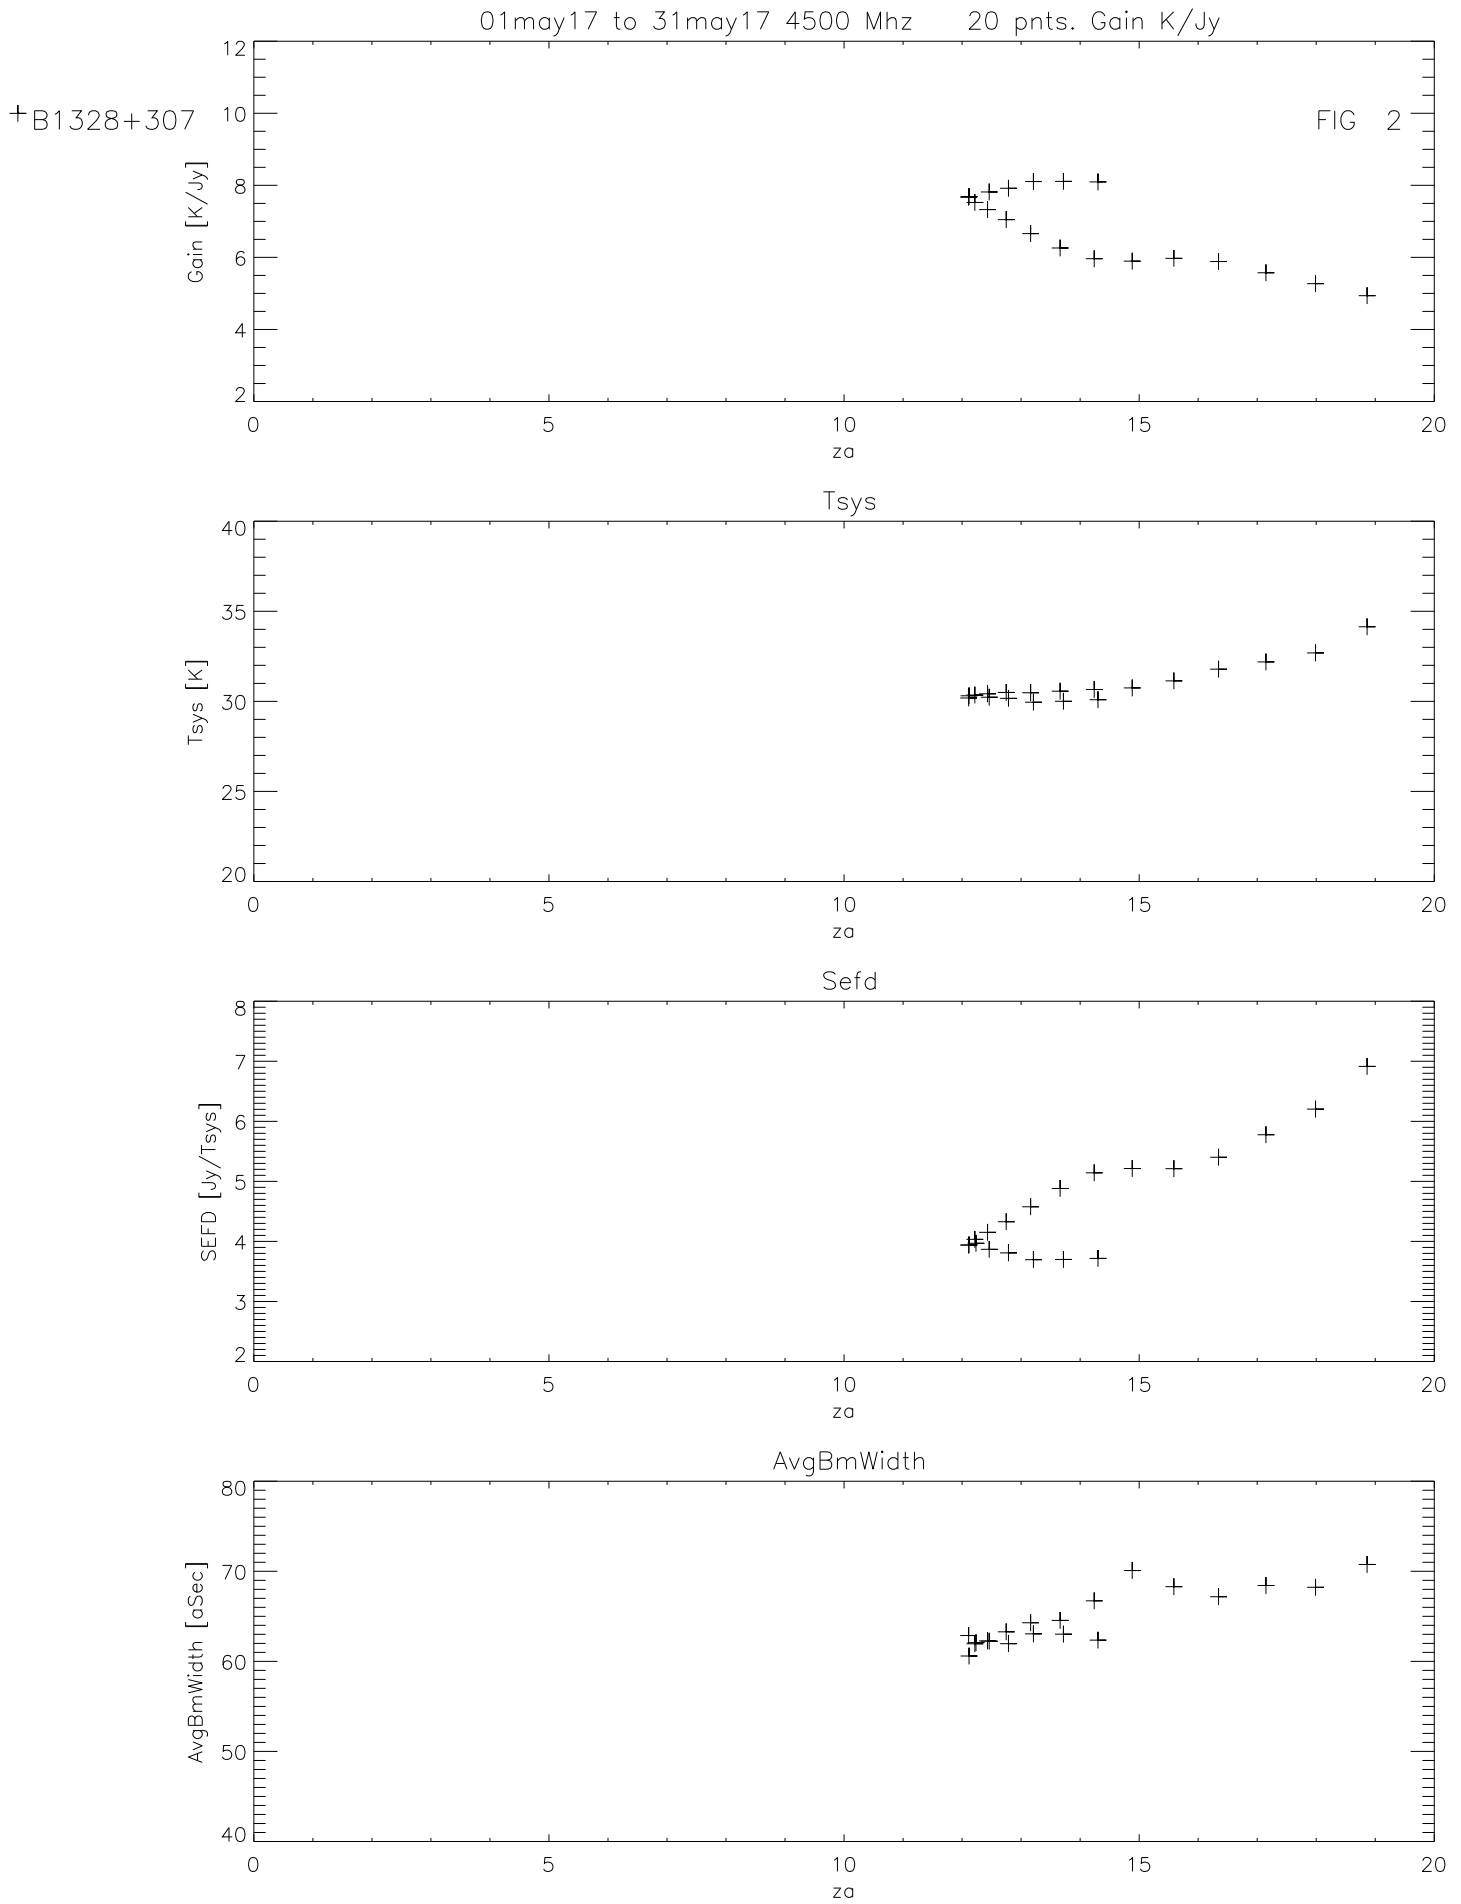 01may17 to 31may17 4500 Mhz 20 pnts. Gain K/Jy
+B1328+307
FIG 2
Gain [K/Jy]
12
10
8
6
4
2
0 5 10 15 20
za
Tsys
Tsys [K]
40
35
30
25
20
0 5 10 15 20
za
Sefd
SEFD [Jy/Tsys]
8
7
6
5
4
3
2
0 5 10 15 20
za
AvgBmWidth
AvgBmWidth [aSec]
80
70
60
50
40
0 5 10 15 20
za